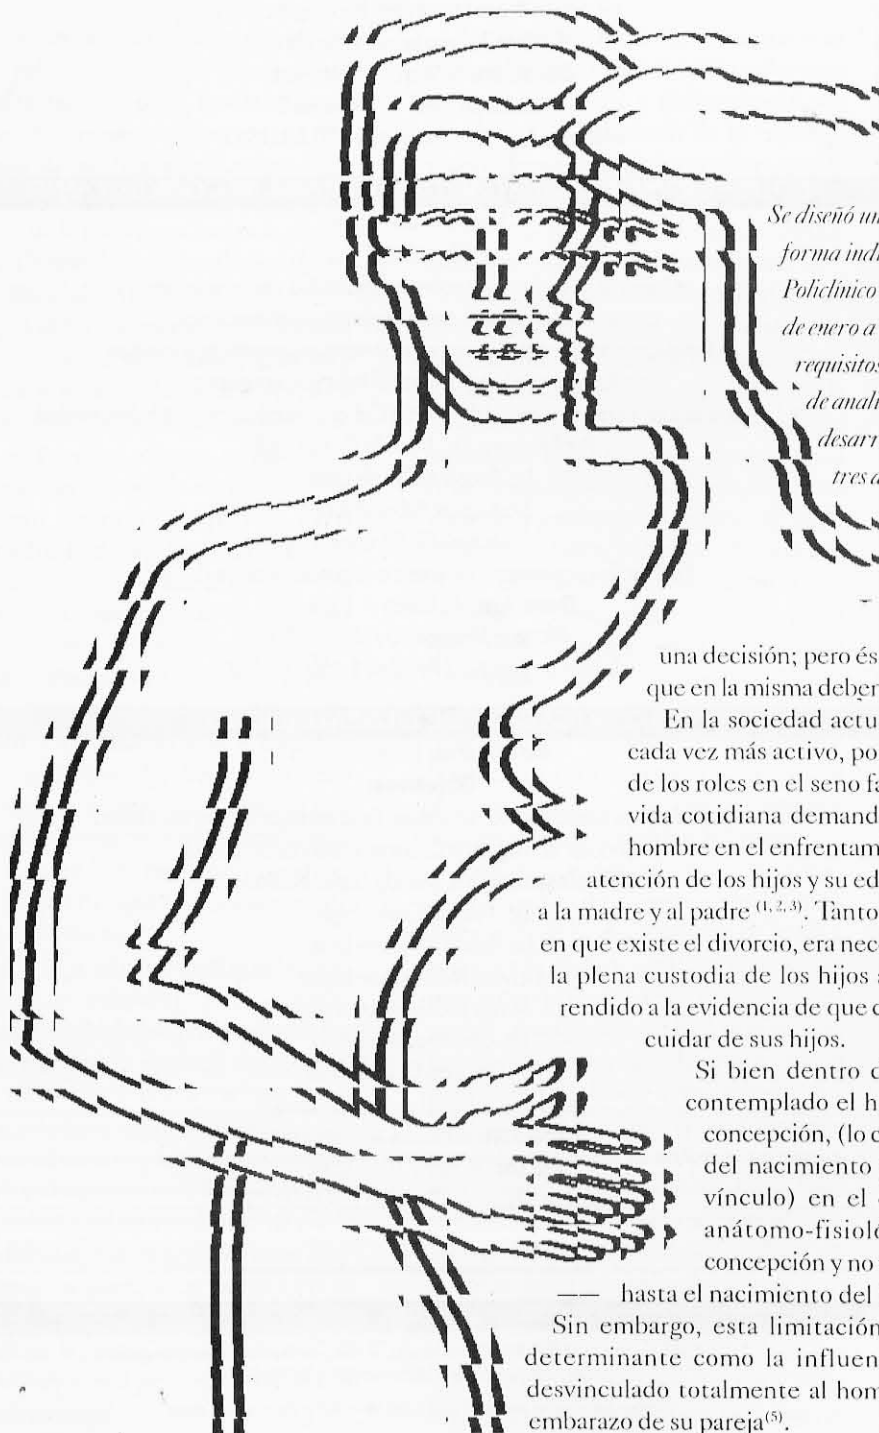 Se diseñó un
forma ind
Policlínico
de enero a
requisitos
de anali
desarr
tres a
una decisión; pero és
que en la misma deber
En la sociedad actu
cada vez más activo, po
de los roles en el seno fa
vida cotidiana demand
hombre en el enfrentam
atención de los hijos y su ed
a la madre y al padre (1, 2, 3). Tanto
en que existe el divorcio, era nec
la plena custodia de los hijos a
rendido a la evidencia de que c
cuidar de sus hijos.
Si bien dentro d
contemplado el h
concepción, (lo c
del nacimiento
vínculo) en el
anátomo-fisioló
concepción y no
hasta el nacimiento del
Sin embargo, esta limitación
determinante como la influen
desvinculado totalmente al hom
embarazo de su pareja(5).